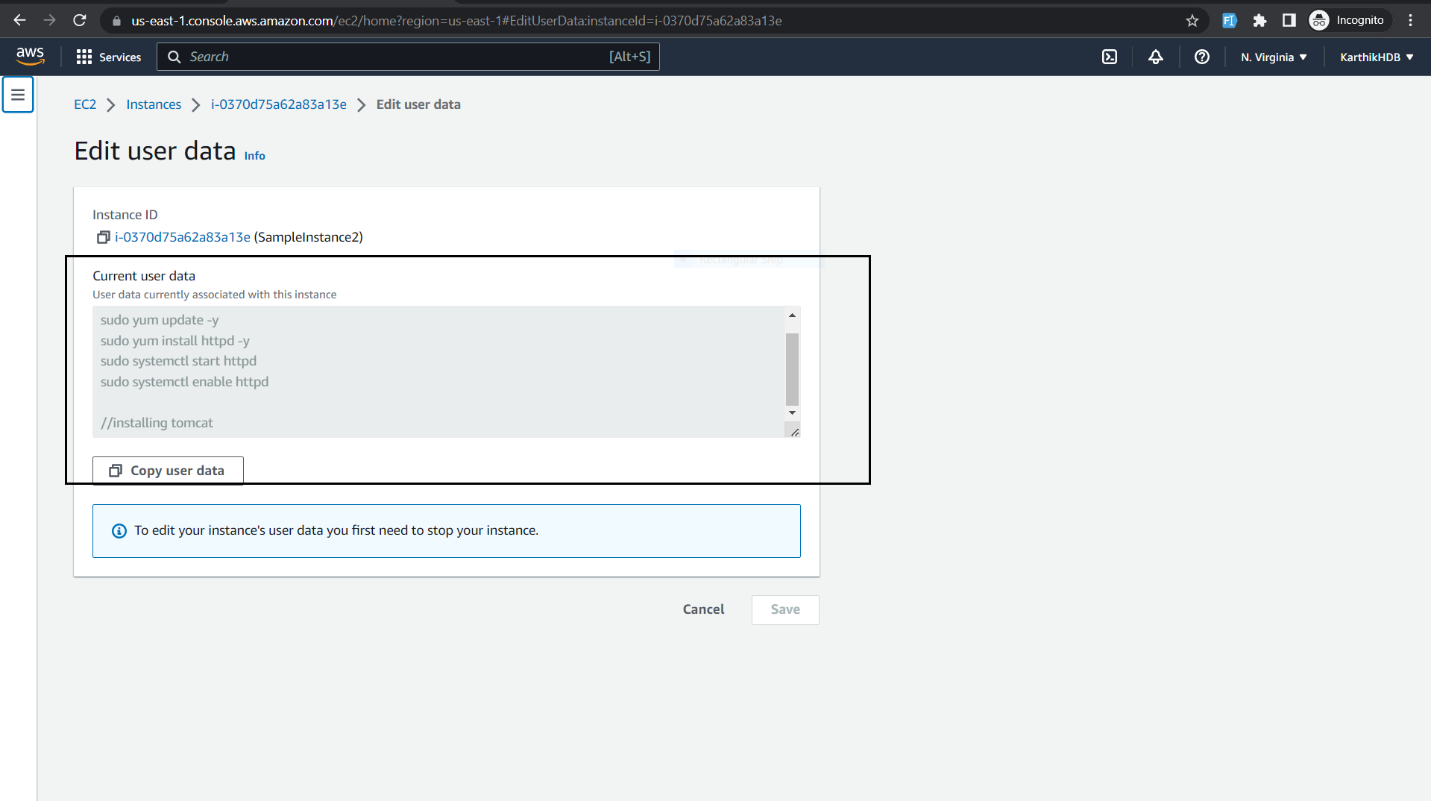 us-east-1.console.aws.amazon.com/ec2/home?region=us-east-1#EditUserData:instanceId=i-0370d75a62a83a13e
Incognito
aws
Services
Search
[Alt+S]
N. Virginia
KarthikHDB
EC2 > Instances > i-0370d75a62a83a13e > Edit user data
Edit user data Info
Instance ID
i-0370d75a62a83a13e (SampleInstance2)
Current user data
User data currently associated with this instance
sudo yum update -y
sudo yum install httpd -y
sudo systemctl start httpd
sudo systemctl enable httpd
//installing tomcat
Copy user data
To edit your instance's user data you first need to stop your instance.
Cancel
Save